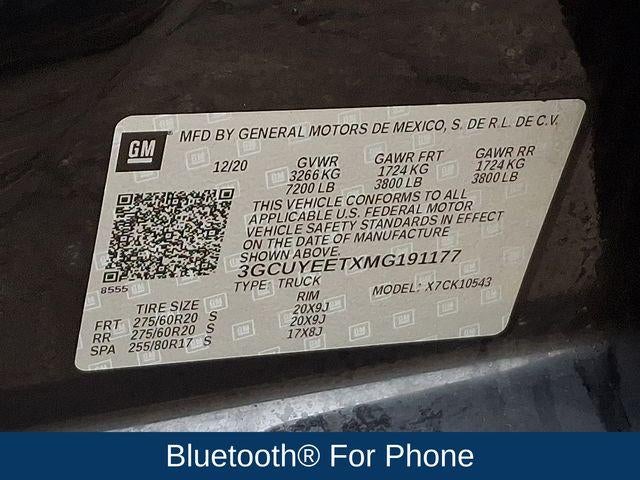 GM
MFD BY GENERAL MOTORS DE MEXICO, S. DE R.L. DE C.V.
12/20 GVWR GAWR FRT GAWR RR
3266 KG 1724 KG 1724 KG
7200 LB 3800 LB 3800 LB
THIS VEHICLE CONFORMS TO ALL
APPLICABLE U.S. FEDERAL MOTOR
VEHICLE SAFETY STANDARDS IN EFFECT
ON THE DATE OF MANUFACTURE
SHOWN ABOVE.
3GCUYEETXMG191177
8555
TYPE: TRUCK MODEL: X7CK10543
TIRE SIZE RIM
FRT 275/60R20 S 20X9J
RR 275/60R20 S 20X9J
SPA 255/80R17 S 17X8J
Bluetooth® For Phone